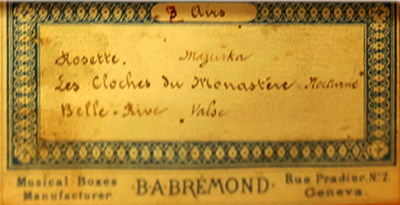 3 Airs
Rosette. Mazurka
Les Cloches du Monastère Nocturne
Belle-Rive Valse
Musical Boxes Manufacturer.
B.A.BRÉMOND.
Rue Pradier. N.º 7. Geneva.